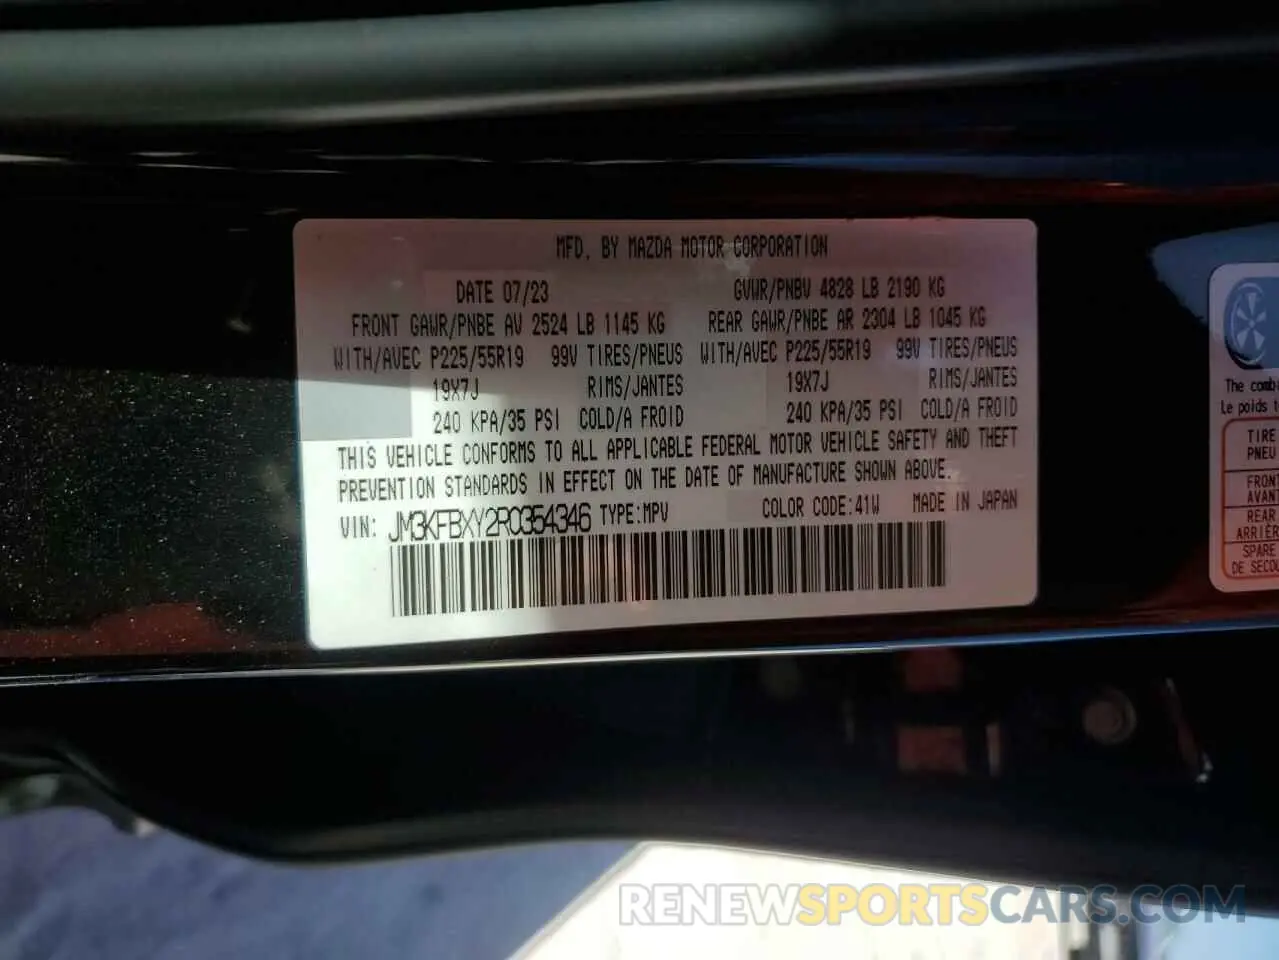 MFD. BY MAZDA MOTOR CORPORATION
DATE 07/23 GVWR/PNBV 4828 LB 2190 KG
FRONT GAWR/PNBE AV 2524 LB 1145 KG REAR GAWR/PNBE AR 2304 LB 1045 KG
WITH/AVEC P225/55R19 99V TIRES/PNEUS WITH/AVEC P225/55R19 99V TIRES/PNEUS
19X7J RIMS/JANTES 19X7J RIMS/JANTES
240 KPA/35 PSI COLD/A FROID 240 KPA/35 PSI COLD/A FROID
THIS VEHICLE CONFORMS TO ALL APPLICABLE FEDERAL MOTOR VEHICLE SAFETY AND THEFT
PREVENTION STANDARDS IN EFFECT ON THE DATE OF MANUFACTURE SHOWN ABOVE.
VIN: JM3KFBXY2R0354346 TYPE:MPV COLOR CODE:41W MADE IN JAPAN
The
Le poids
TIRE
PNEU
FRONT
AVANT
REAR
ARRIÈRE
SPARE
DE
RENEWSPORTSCARS.COM